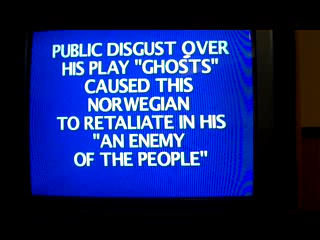 PUBLIC DISGUST OVER
HIS PLAY "GHOSTS"
CAUSED THIS
NORWEGIAN
TO RETALIATE IN HIS
"AN ENEMY
OF THE PEOPLE"